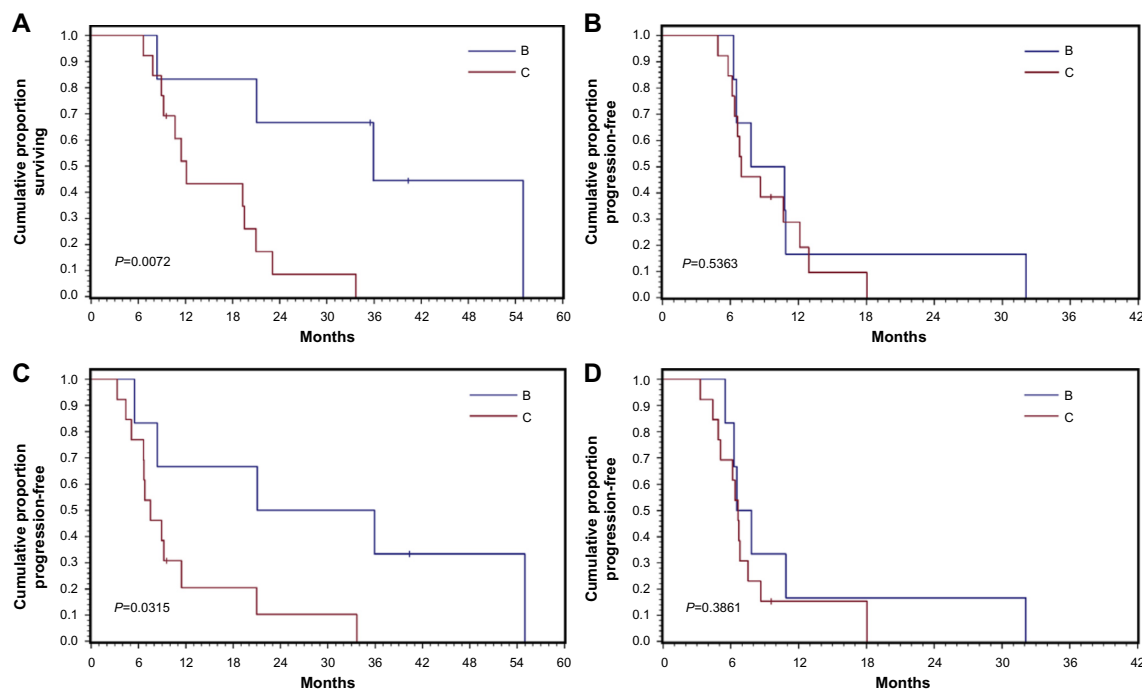 A
Cumulative proportion
surviving
1.0
0.9
0.8
0.7
0.6
0.5
0.4
0.3
0.2
0.1
0.0
B
C
P=0.0072
0 6 12 18 24 30 36 42 48 54 60
Months
B
Cumulative proportion
progression-free
1.0
0.9
0.8
0.7
0.6
0.5
0.4
0.3
0.2
0.1
0.0
B
C
P=0.5363
0 6 12 18 24 30 36 42
Months
C
Cumulative proportion
progression-free
1.0
0.9
0.8
0.7
0.6
0.5
0.4
0.3
0.2
0.1
0.0
B
C
P=0.0315
0 6 12 18 24 30 36 42 48 54 60
Months
D
Cumulative proportion
progression-free
1.0
0.9
0.8
0.7
0.6
0.5
0.4
0.3
0.2
0.1
0.0
B
C
P=0.3861
0 6 12 18 24 30 36 42
Months